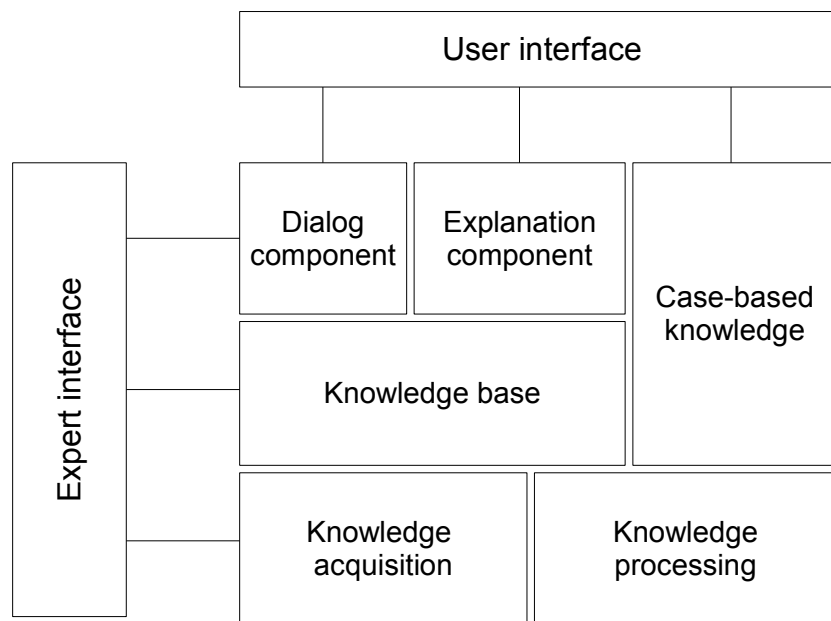 User interface
Expert interface
Dialog
component
Explanation
component
Case-based
knowledge
Knowledge base
Knowledge
acquisition
Knowledge
processing